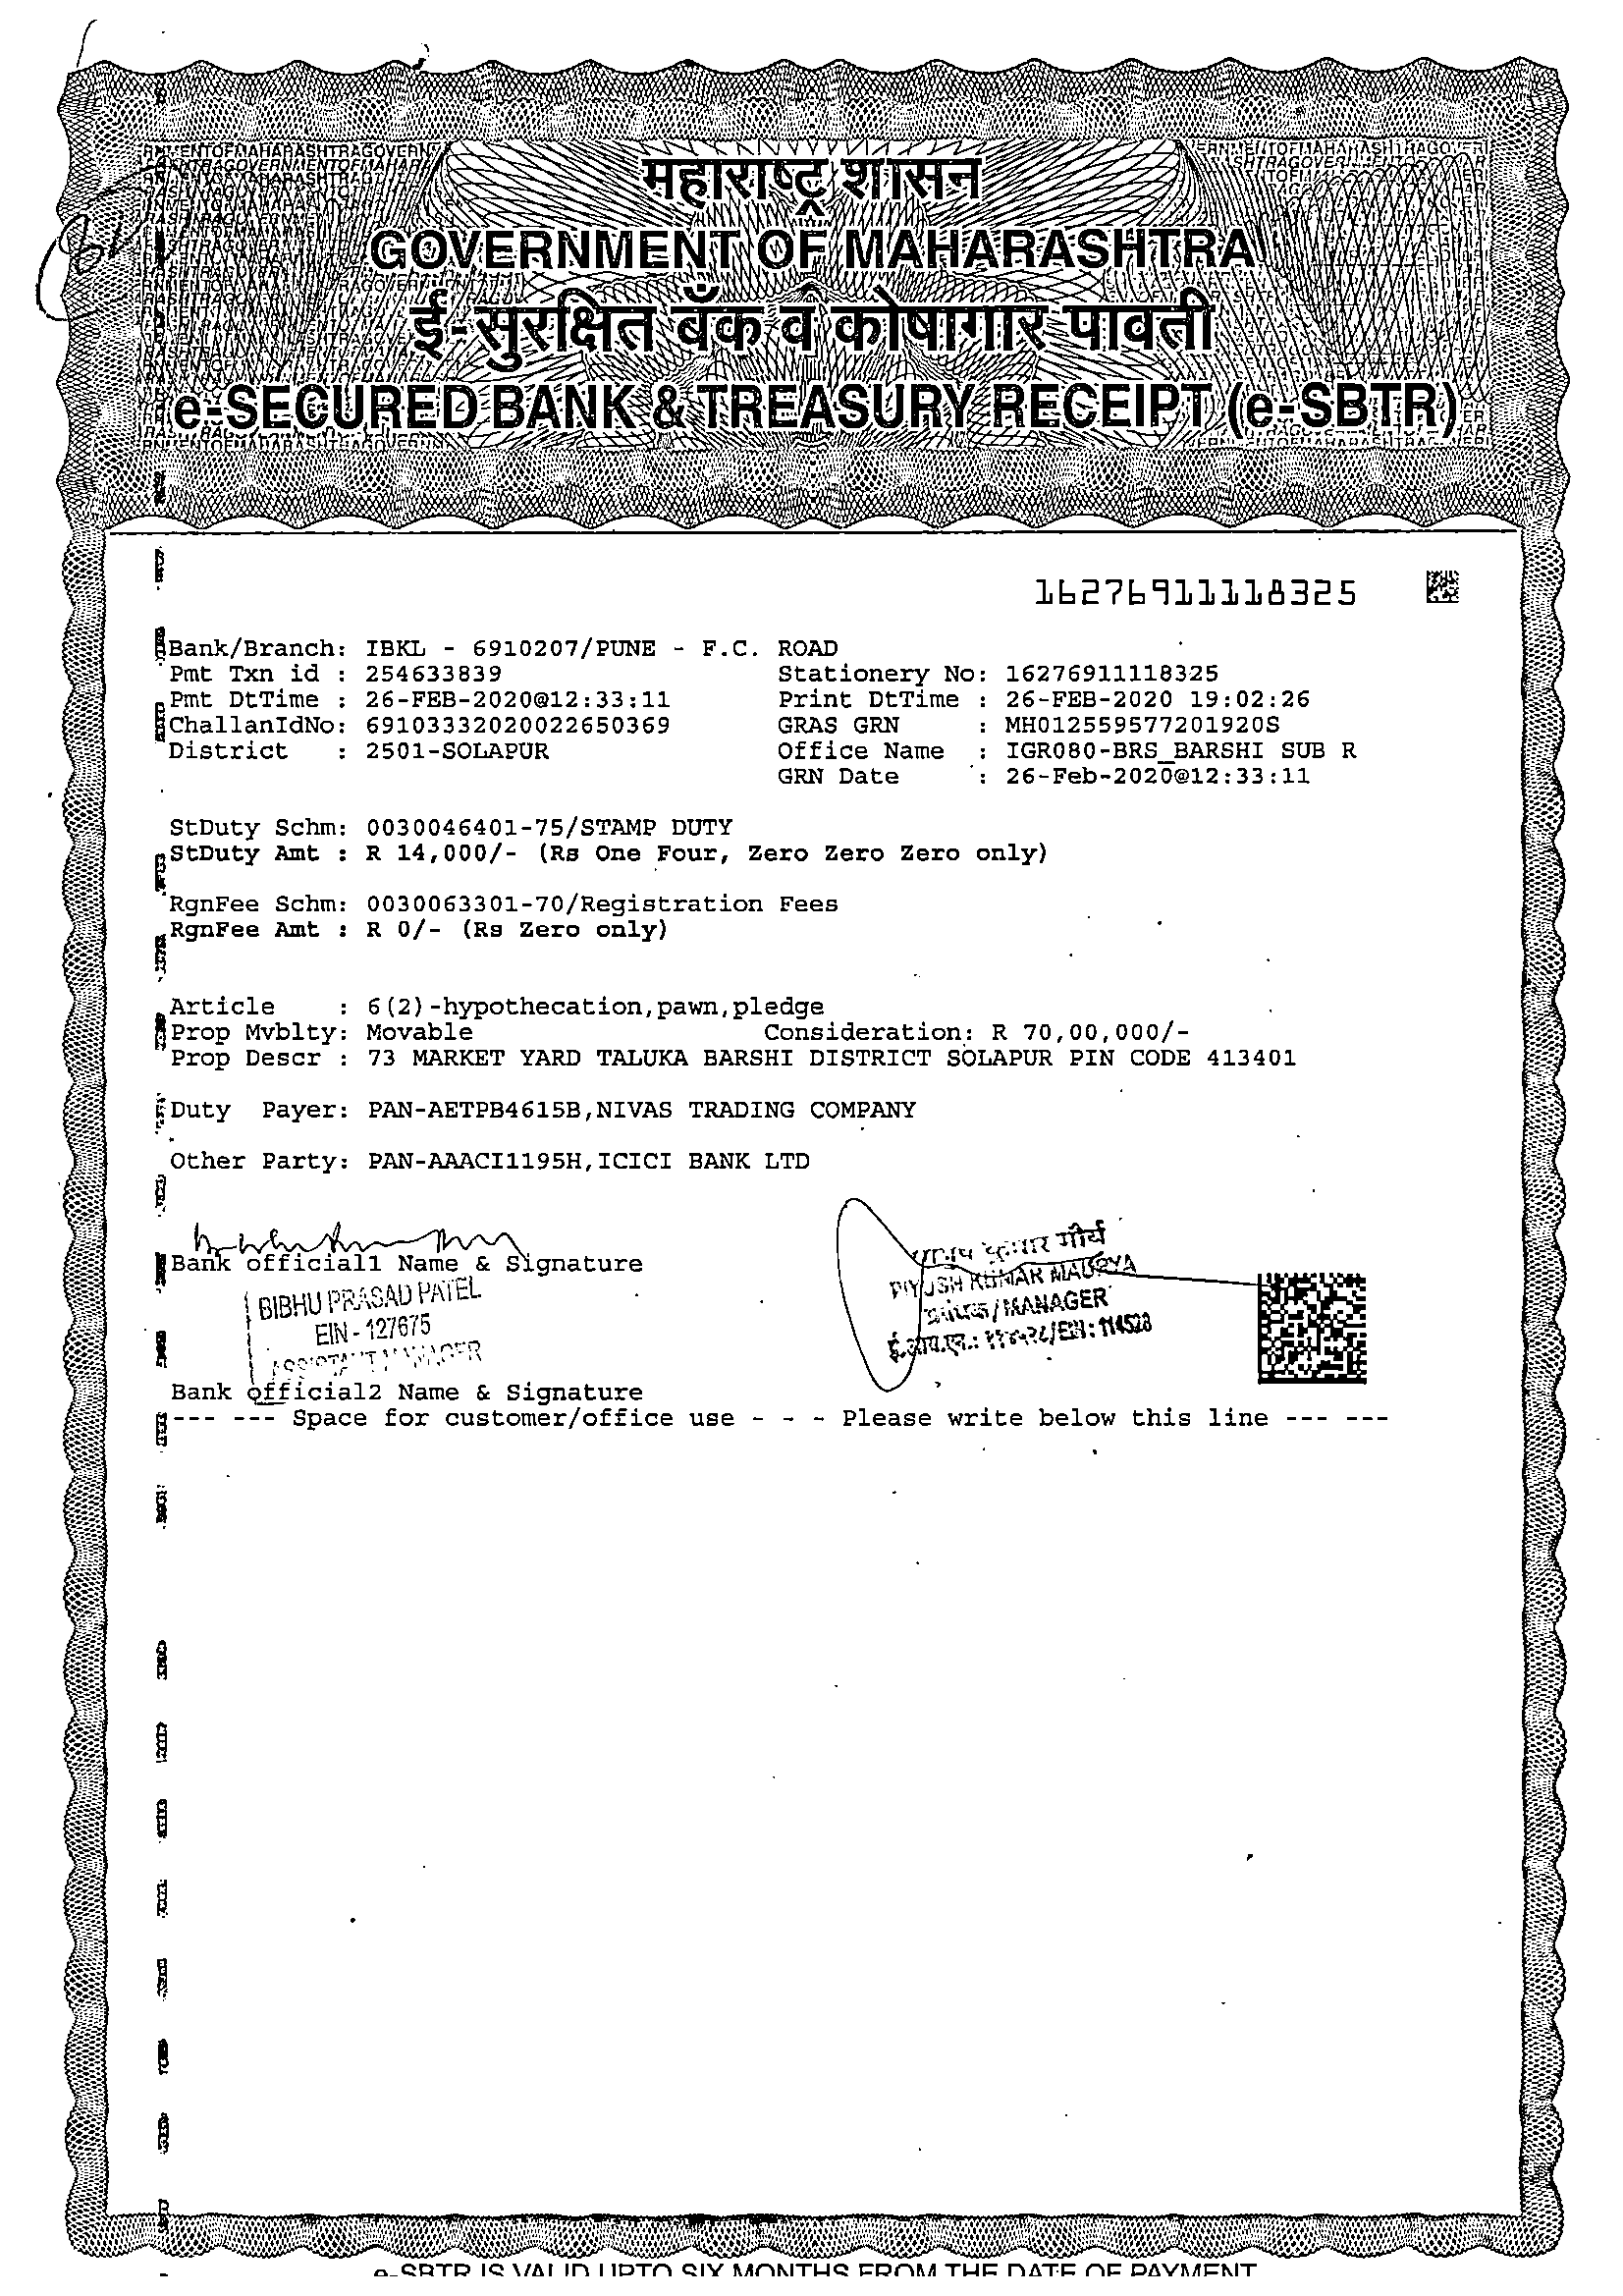 महाराष्ट्र शासन
GOVERNMENT OF MAHARASHTRA
ई-सुरक्षित बँक व कोषागार पावती
e-SECURED BANK & TREASURY RECEIPT (e-SBTR)
16276911118325
Bank/Branch: IBKL - 6910207/PUNE - F.C. ROAD
Pmt Txn id : 254633839 Stationery No: 16276911118325
Pmt DtTime : 26-FEB-2020@12:33:11 Print DtTime : 26-FEB-2020 19:02:26
ChallanIdNo: 69103332020022650369 GRAS GRN : MH012559577201920S
District : 2501-SOLAPUR Office Name : IGR080-BRS_BARSHI SUB R
GRN Date : 26-Feb-2020@12:33:11
StDuty Schm: 0030046401-75/STAMP DUTY
StDuty Amt : R 14,000/- (Rs One Four, Zero Zero Zero only)
RgnFee Schm: 0030063301-70/Registration Fees
RgnFee Amt : R 0/- (Rs Zero only)
Article : 6(2)-hypothecation,pawn,pledge
Prop Mvblty: Movable Consideration: R 70,00,000/-
Prop Descr : 73 MARKET YARD TALUKA BARSHI DISTRICT SOLAPUR PIN CODE 413401
Duty Payer: PAN-AETPB4615B,NIVAS TRADING COMPANY
Other Party: PAN-AAACI1195H,ICICI BANK LTD
Bank official1 Name & Signature
BIBHU PRASAD PATEL
EIN - 127675
ASSISTANT MANAGER
कुमार मौर्य
PIYUSH KUMAR MAURYA
/MANAGER
/EIN : 114528
Bank official2 Name & Signature
--- --- Space for customer/office use - - - Please write below this line --- ---
e-SBTR IS VALID UPTO SIX MONTHS FROM THE DATE OF PAYMENT